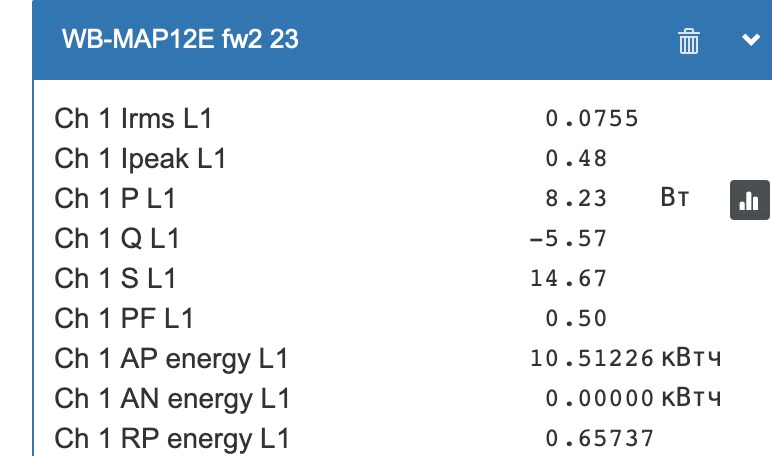 WB-MAP12E fw2 23
Ch 1 Irms L1 0.0755
Ch 1 Ipeak L1 0.48
Ch 1 P L1 8.23 Вт
Ch 1 Q L1 -5.57
Ch 1 S L1 14.67
Ch 1 PF L1 0.50
Ch 1 AP energy L1 10.51226 кВтч
Ch 1 AN energy L1 0.00000 кВтч
Ch 1 RP energy L1 0.65737